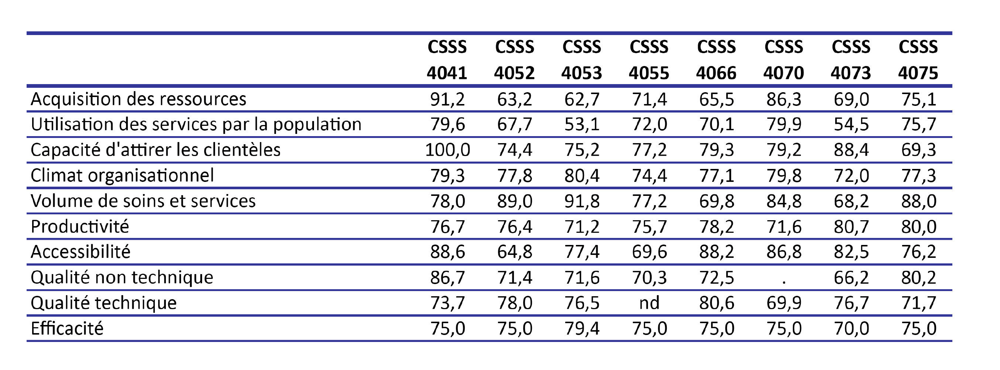 CSSS CSSS CSSS CSSS CSSS CSSS CSSS CSSS
4041 4052 4053 4055 4066 4070 4073 4075
Acquisition des ressources 91,2 63,2 62,7 71,4 65,5 86,3 69,0 75,1
Utilisation des services par la population 79,6 67,7 53,1 72,0 70,1 79,9 54,5 75,7
Capacité d'attirer les clientèles 100,0 74,4 75,2 77,2 79,3 79,2 88,4 69,3
Climat organisationnel 79,3 77,8 80,4 74,4 77,1 79,8 72,0 77,3
Volume de soins et services 78,0 89,0 91,8 77,2 69,8 84,8 68,2 88,0
Productivité 76,7 76,4 71,2 75,7 78,2 71,6 80,7 80,0
Accessibilité 88,6 64,8 77,4 69,6 88,2 86,8 82,5 76,2
Qualité non technique 86,7 71,4 71,6 70,3 72,5 . 66,2 80,2
Qualité technique 73,7 78,0 76,5 nd 80,6 69,9 76,7 71,7
Efficacité 75,0 75,0 79,4 75,0 75,0 75,0 70,0 75,0